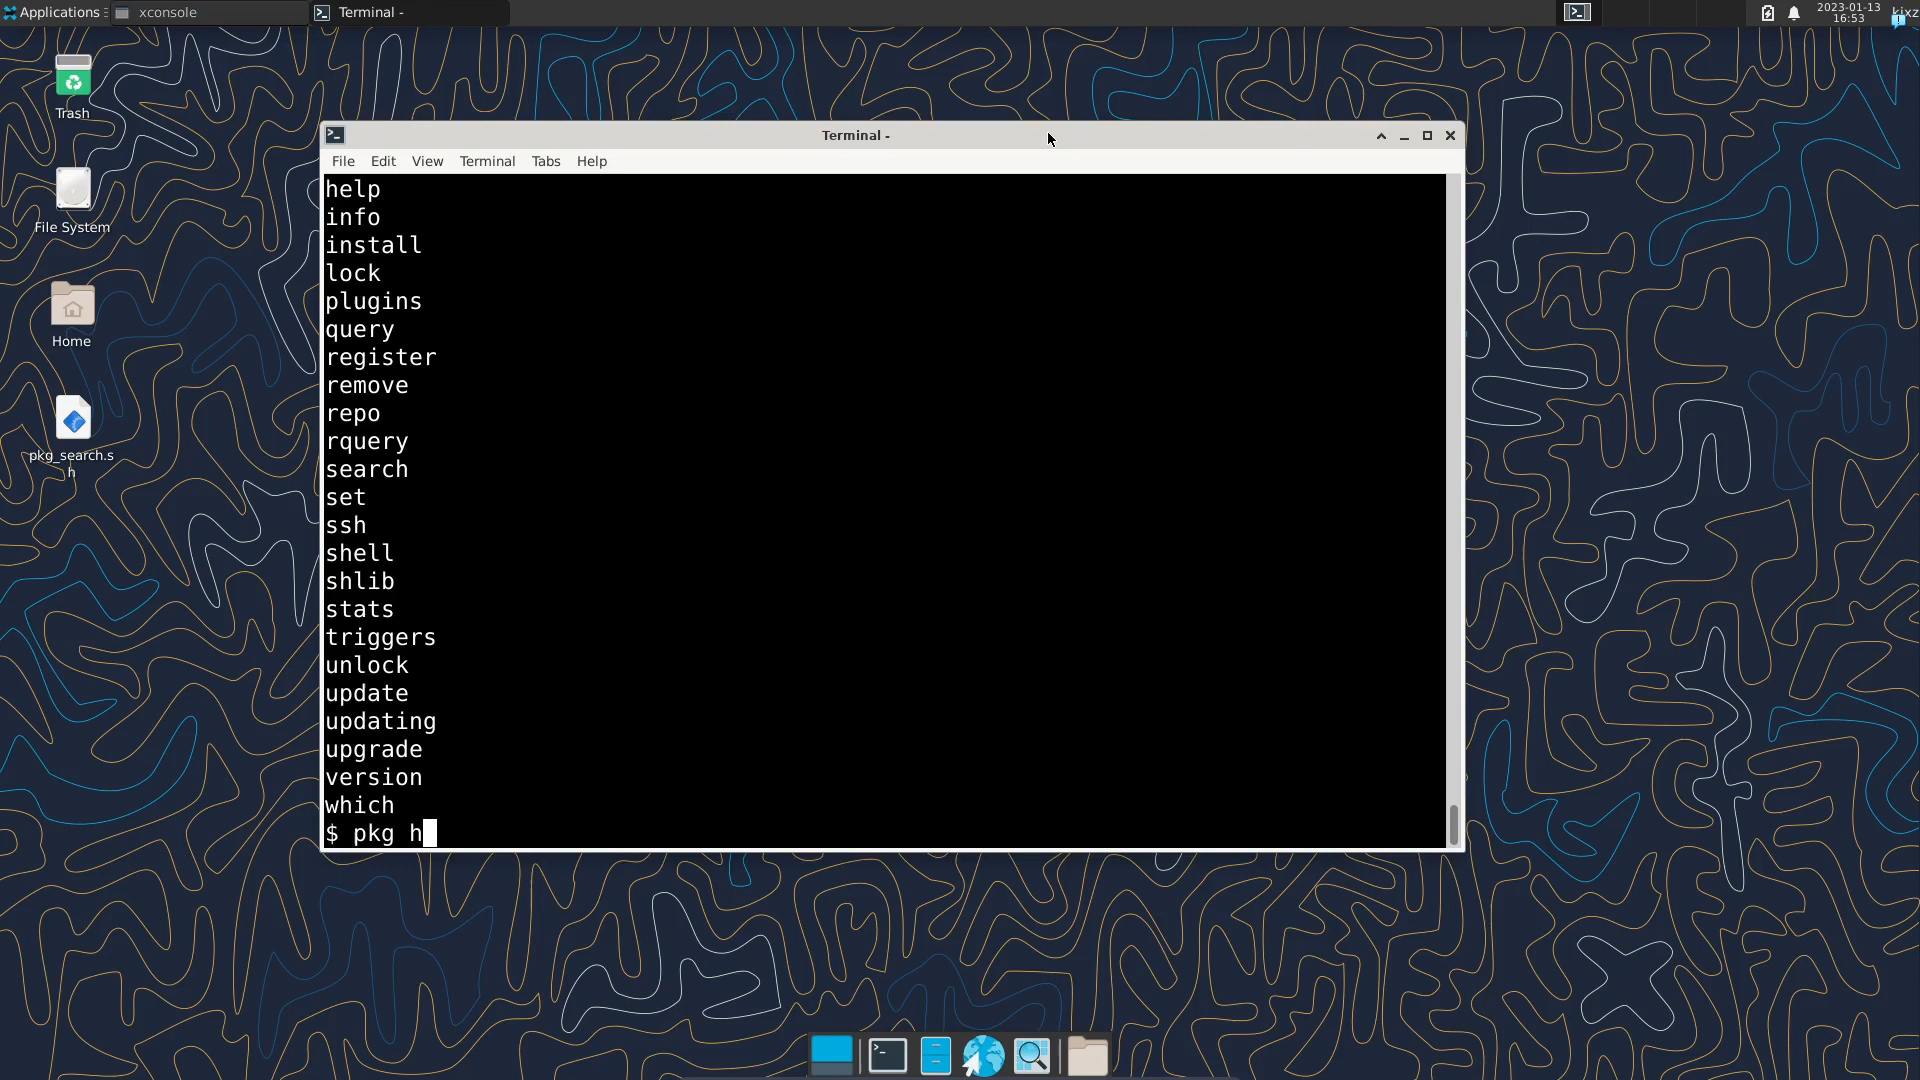 Applications
xconsole
Terminal -
2023-01-13
16:53
Trash
File System
Home
pkg_search.s
h
Terminal -
File Edit View Terminal Tabs Help
help
info
install
lock
plugins
query
register
remove
repo
rquery
search
set
ssh
shell
shlib
stats
triggers
unlock
update
updating
upgrade
version
which
$ pkg h